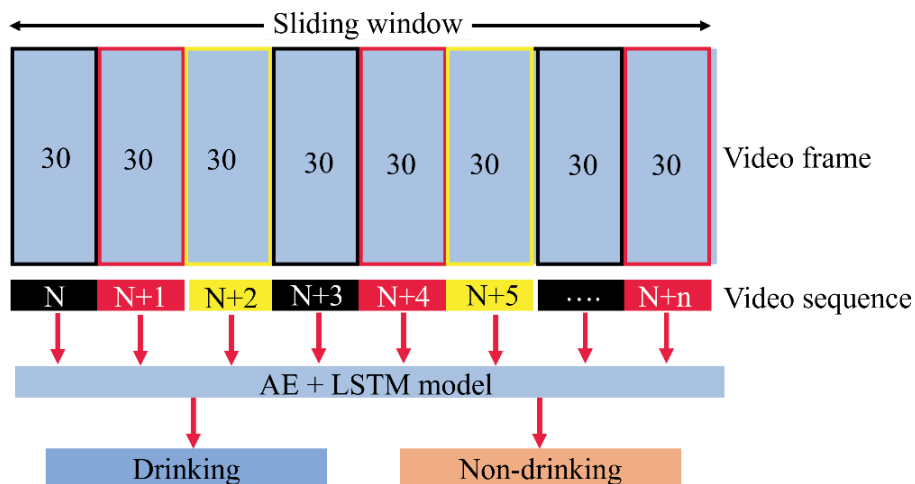 Sliding window
30 30 30 30 30 30 30 30 Video frame
N N+1 N+2 N+3 N+4 N+5 .... N+n Video sequence
AE + LSTM model
Drinking Non-drinking